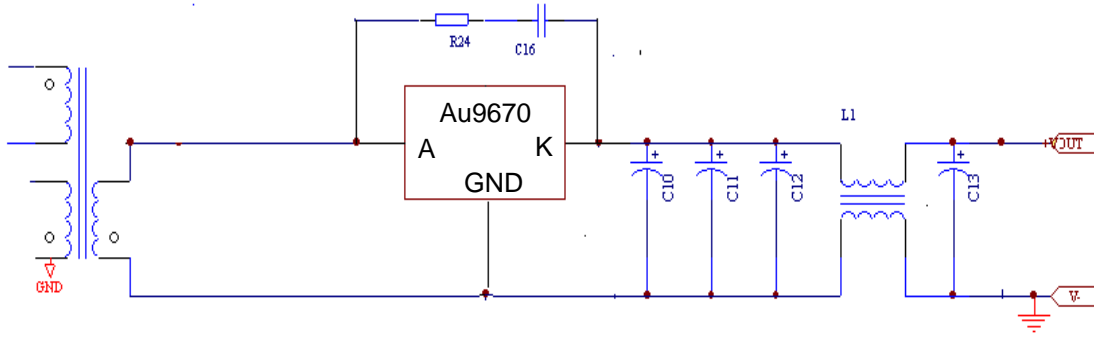 R24
C16
Au9670
A
K
GND
L1
+VOUT
+
C10
+
C11
+
C12
+
C13
GND
V-